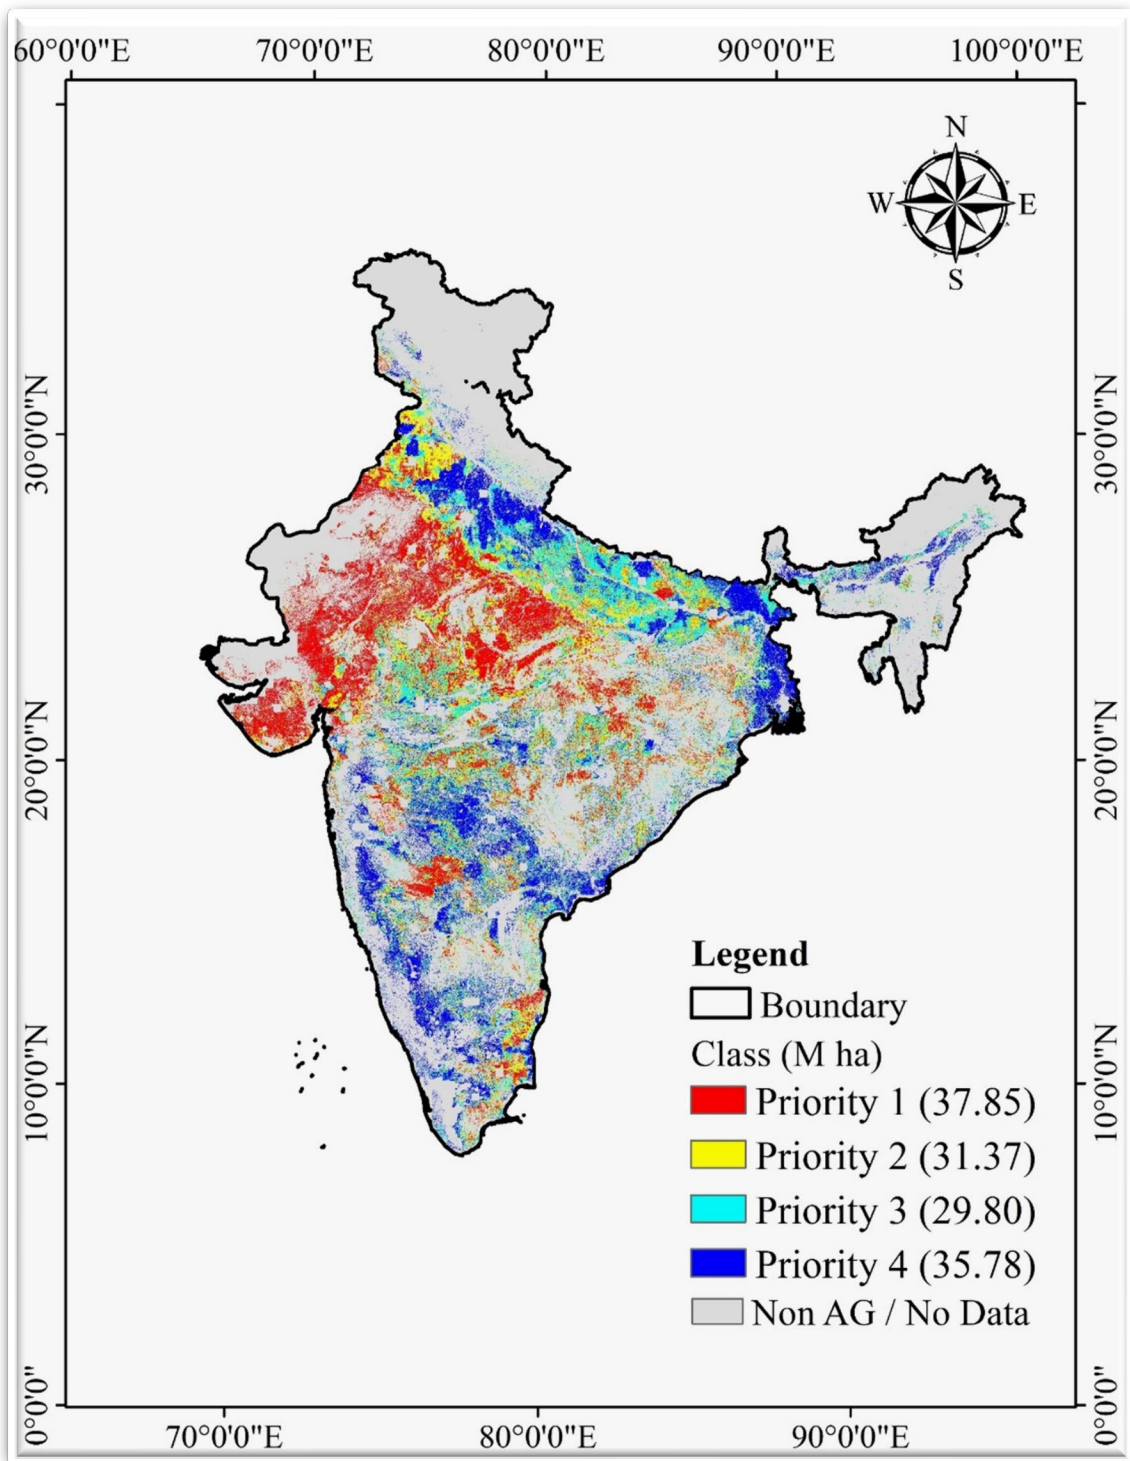 60°0'0"E 70°0'0"E 80°0'0"E 90°0'0"E 100°0'0"E
N
W E
S
30°0'0"N 30°0'0"N
20°0'0"N 20°0'0"N
10°0'0"N 10°0'0"N
0°0'0" 0°0'0"
Legend
Boundary
Class (M ha)
Priority 1 (37.85)
Priority 2 (31.37)
Priority 3 (29.80)
Priority 4 (35.78)
Non AG / No Data
70°0'0"E 80°0'0"E 90°0'0"E